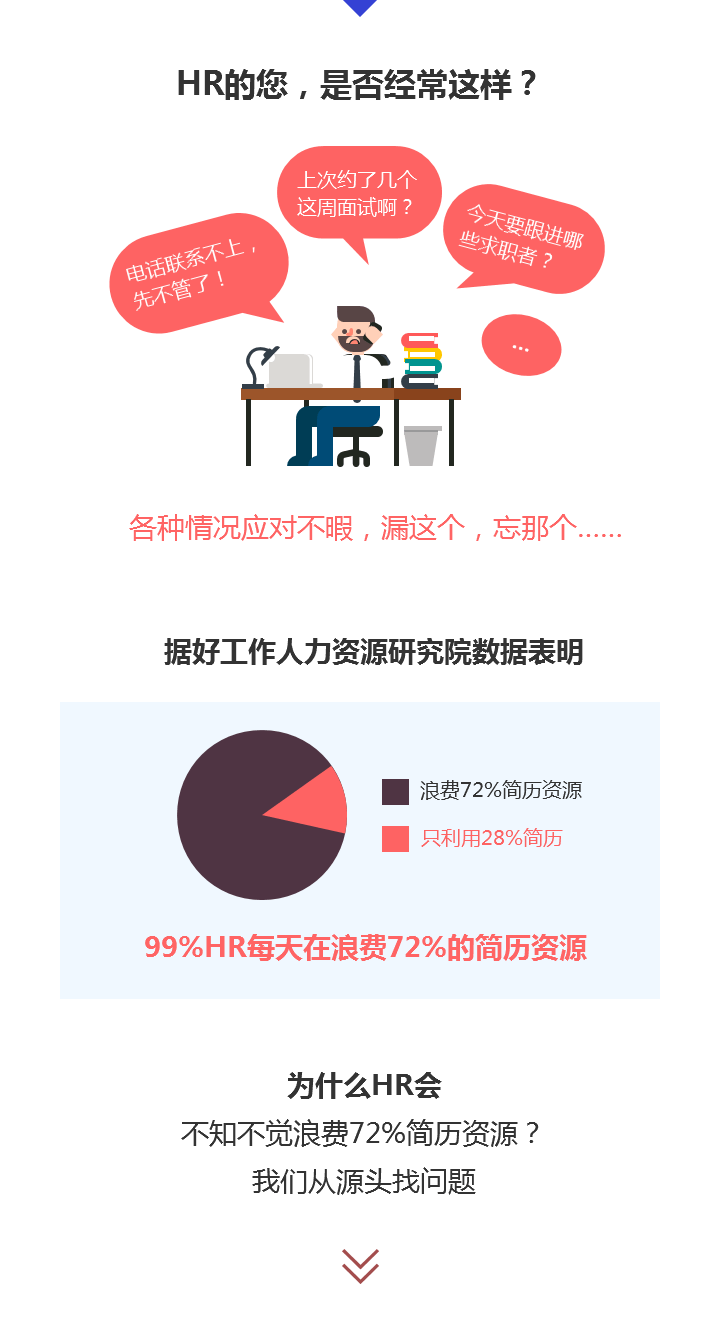 HR的您，是否经常这样？
上次约了几个
这周面试啊？
今天要跟进哪
些求职者？
电话联系不上，
先不管了！
...
各种情况应对不暇，漏这个，忘那个......
据好工作人力资源研究院数据表明
浪费72%简历资源
只利用28%简历
99%HR每天在浪费72%的简历资源
为什么HR会
不知不觉浪费72%简历资源？
我们从源头找问题